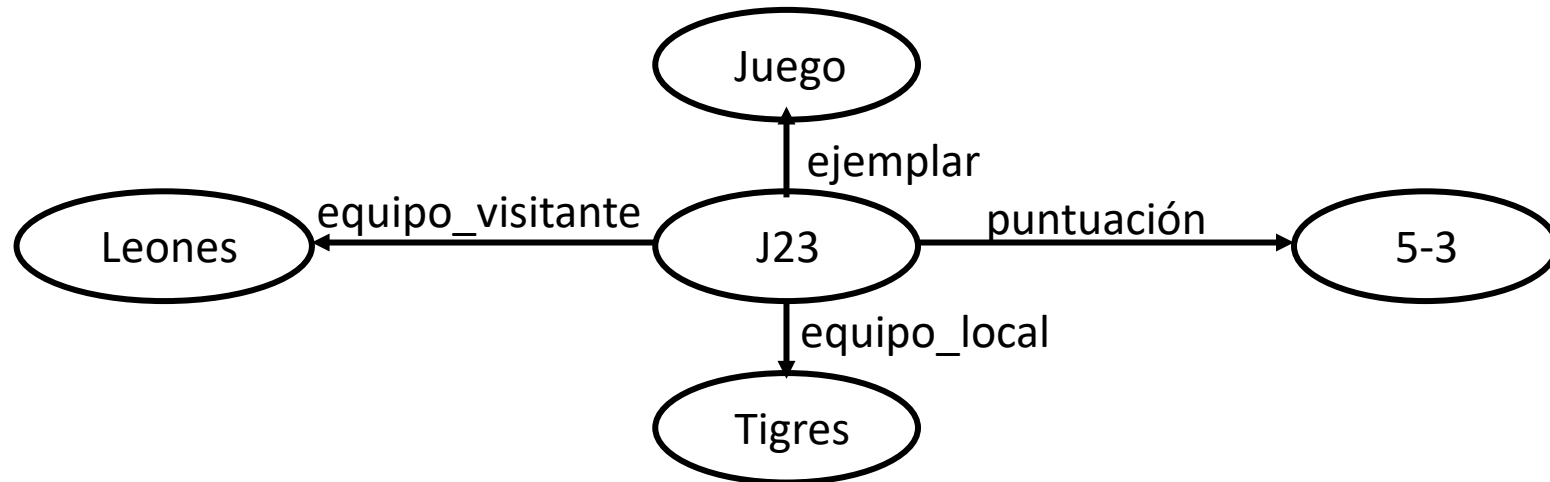 Juego
ejemplar
equipo_visitante
puntuación
Leones
J23
5-3
equipo_local
Tigres